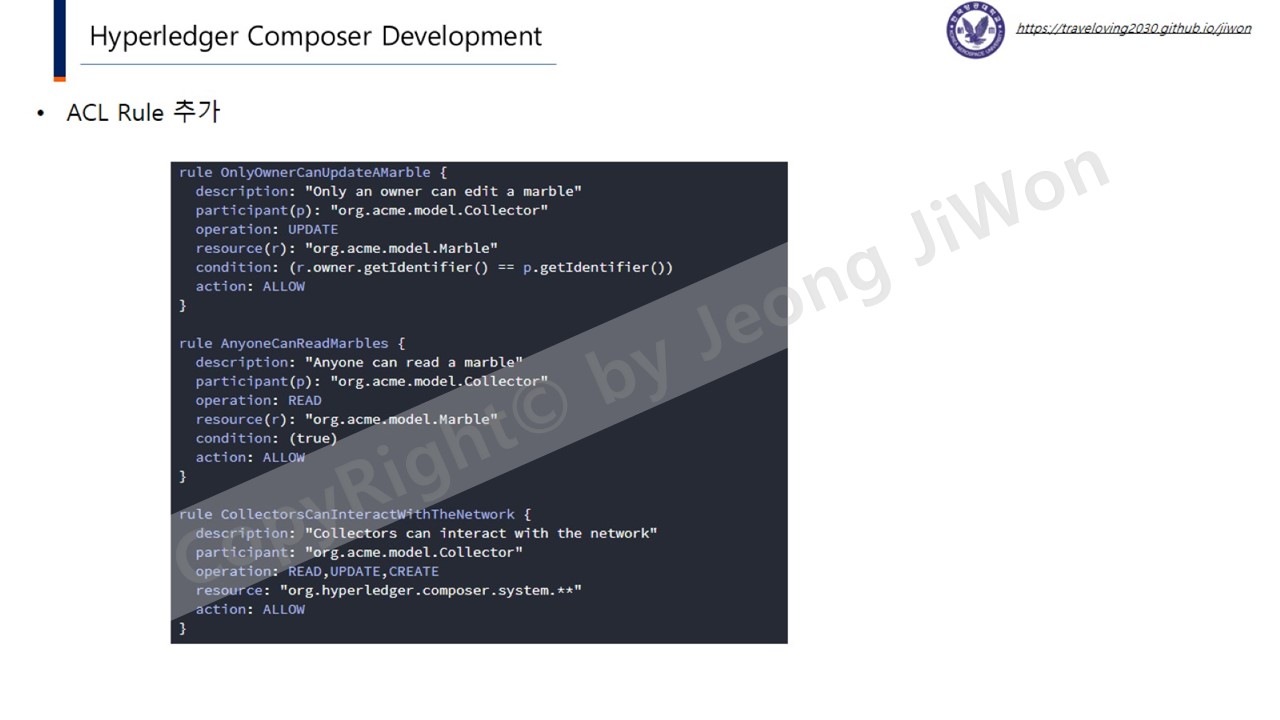 Hyperledger Composer Development
https://traveloving2030.github.io/jiwon
• ACL Rule 추가
rule OnlyOwnerCanUpdateAMarble {
  description: "Only an owner can edit a marble"
  participant(p): "org.acme.model.Collector"
  operation: UPDATE
  resource(r): "org.acme.model.Marble"
  condition: (r.owner.getIdentifier() == p.getIdentifier())
  action: ALLOW
}
rule AnyoneCanReadMarbles {
  description: "Anyone can read a marble"
  participant(p): "org.acme.model.Collector"
  operation: READ
  resource(r): "org.acme.model.Marble"
  condition: (true)
  action: ALLOW
}
rule CollectorsCanInteractWithTheNetwork {
  description: "Collectors can interact with the network"
  participant: "org.acme.model.Collector"
  operation: READ,UPDATE,CREATE
  resource: "org.hyperledger.composer.system.**"
  action: ALLOW
}
CopyRight© by Jeong JiWon